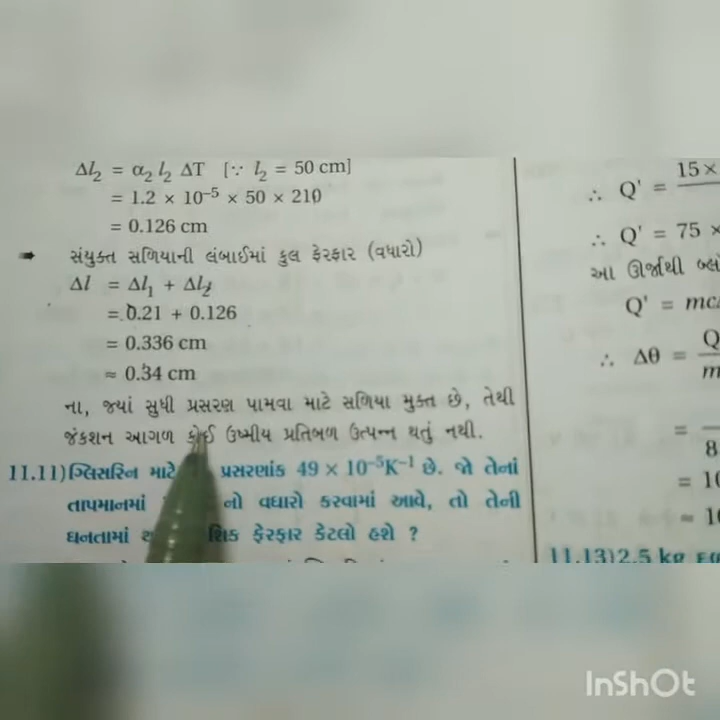 Δl₂ = α₂ l₂ ΔT [∵ l₂ = 50 cm]
= 1.2 × 10⁻⁵ × 50 × 210
= 0.126 cm
➡ સંયુક્ત સળિયાની લંબાઈમાં કુલ ફેરફાર (વધારો)
Δl = Δl₁ + Δl₂
= 0.21 + 0.126
= 0.336 cm
≈ 0.34 cm
ના, જ્યાં સુધી પ્રસરણ પામવા માટે સળિયા મુક્ત છે, તેથી
જંકશન આગળ કોઈ ઉષ્મીય પ્રતિબળ ઉત્પન્ન થતું નથી.
11.11) ગ્લિસરિન માટે પ્રસરણાંક 49 × 10⁻⁵K⁻¹ છે. જો તેનાં
તાપમાનમાં નો વધારો કરવામાં આવે, તો તેની
ઘનતામાં ફેરફાર કેટલો હશે ?
∴ Q' = 15 ×
∴ Q' = 75 ×
આ ઊર્જાથી
Q' = mc
∴ Δθ = Q
m
=
8
= 10
≈ 10
11.13) 2.5 kg
InShOt